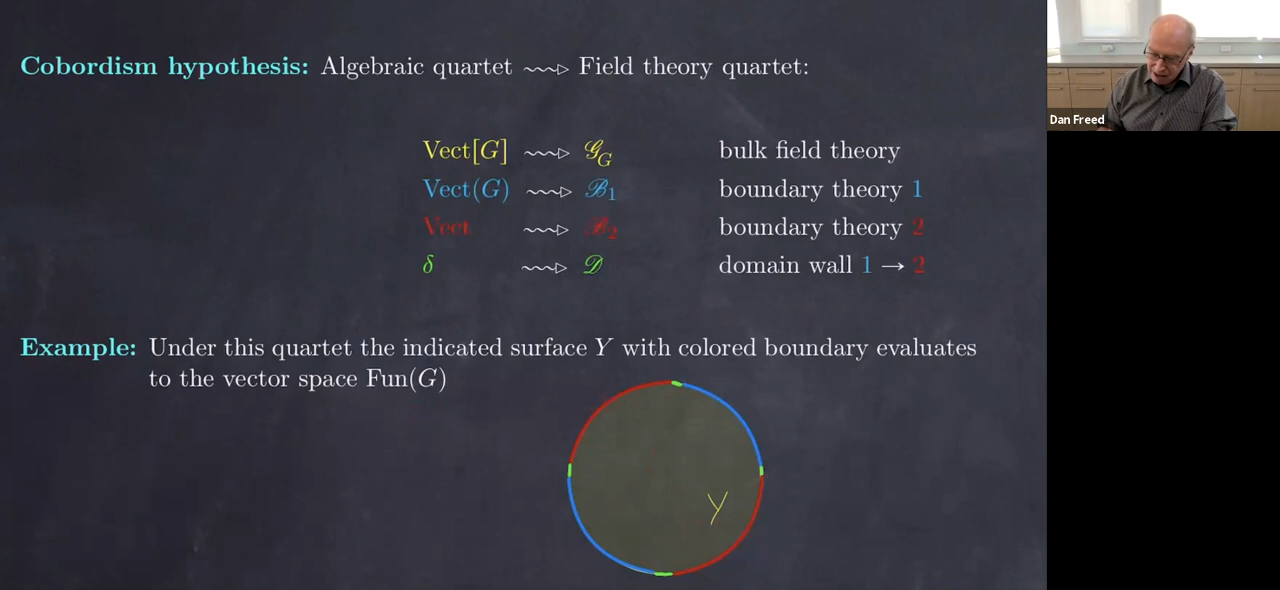 Cobordism hypothesis: Algebraic quartet ⇝ Field theory quartet:
Vect[G] ⇝ 𝒢_G bulk field theory
Vect(G) ⇝ ℬ₁ boundary theory 1
Vect ⇝ ℬ₂ boundary theory 2
δ ⇝ 𝒟 domain wall 1 → 2
Example: Under this quartet the indicated surface Y with colored boundary evaluates
to the vector space Fun(G)
Y
Dan Freed